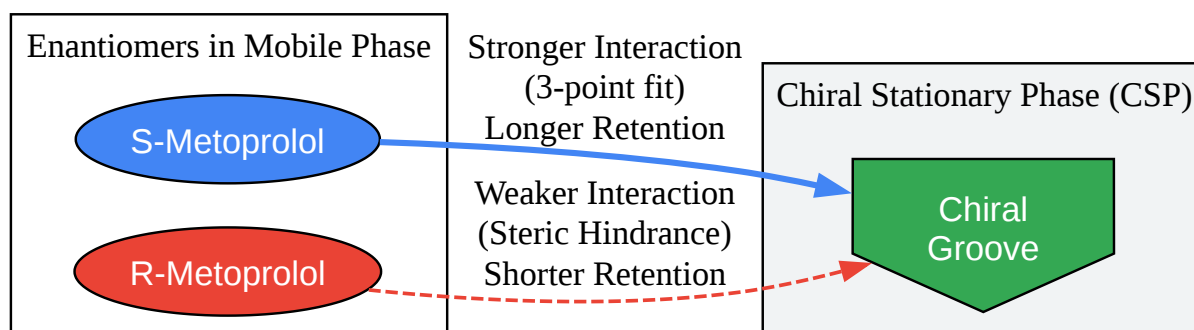 Enantiomers in Mobile Phase
S-Metoprolol
R-Metoprolol
Stronger Interaction
(3-point fit)
Longer Retention
Weaker Interaction
(Steric Hindrance)
Shorter Retention
Chiral Stationary Phase (CSP)
Chiral
Groove